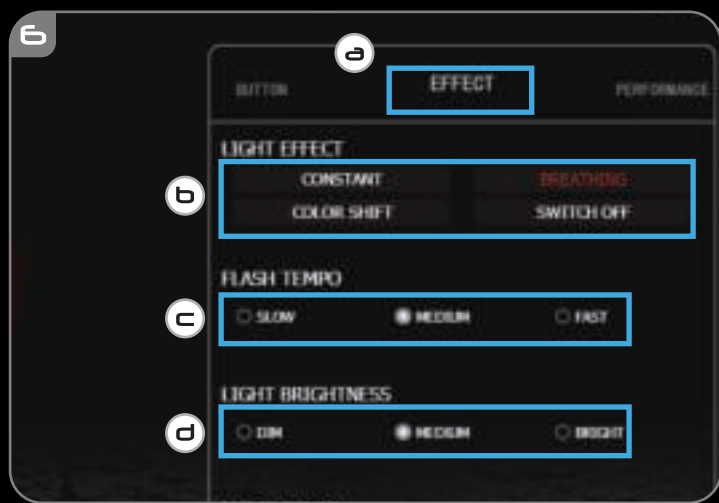 6
a
BUTTON EFFECT PERFORMANCE
LIGHT EFFECT
b
CONSTANT BREATHING
COLOR SHIFT SWITCH OFF
FLASH TEMPO
c
SLOW MEDIUM FAST
LIGHT BRIGHTNESS
d
DIM MEDIUM BRIGHT